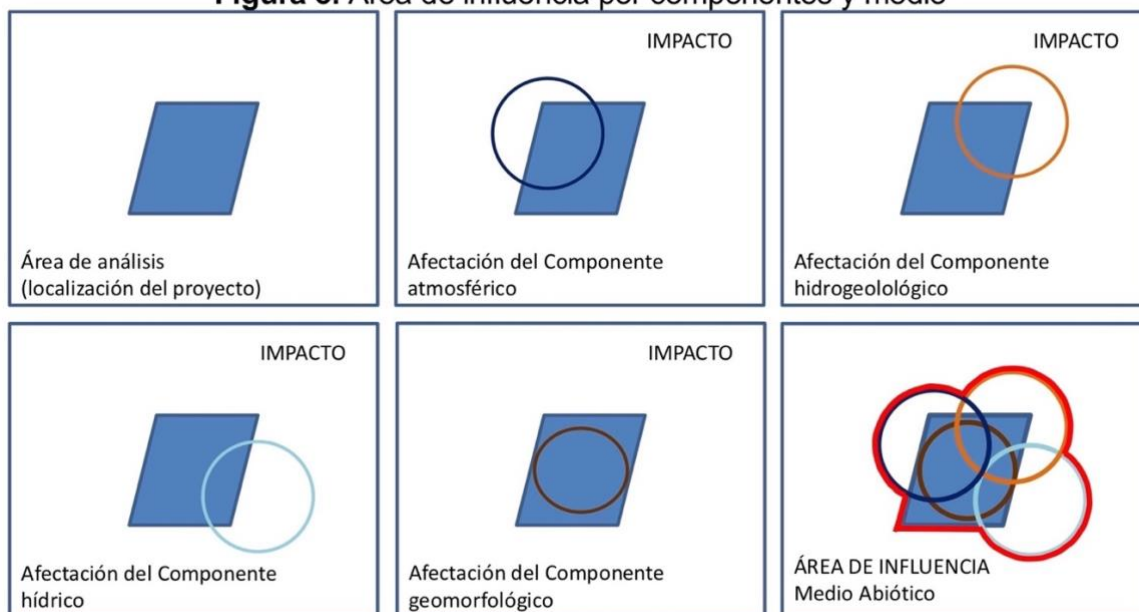 Figura 3. Área de influencia por componentes y medio
IMPACTO
IMPACTO
Área de análisis
(localización del proyecto)
Afectación del Componente
atmosférico
Afectación del Componente
hidrogeolológico
IMPACTO
IMPACTO
Afectación del Componente
hídrico
Afectación del Componente
geomorfológico
ÁREA DE INFLUENCIA
Medio Abiótico